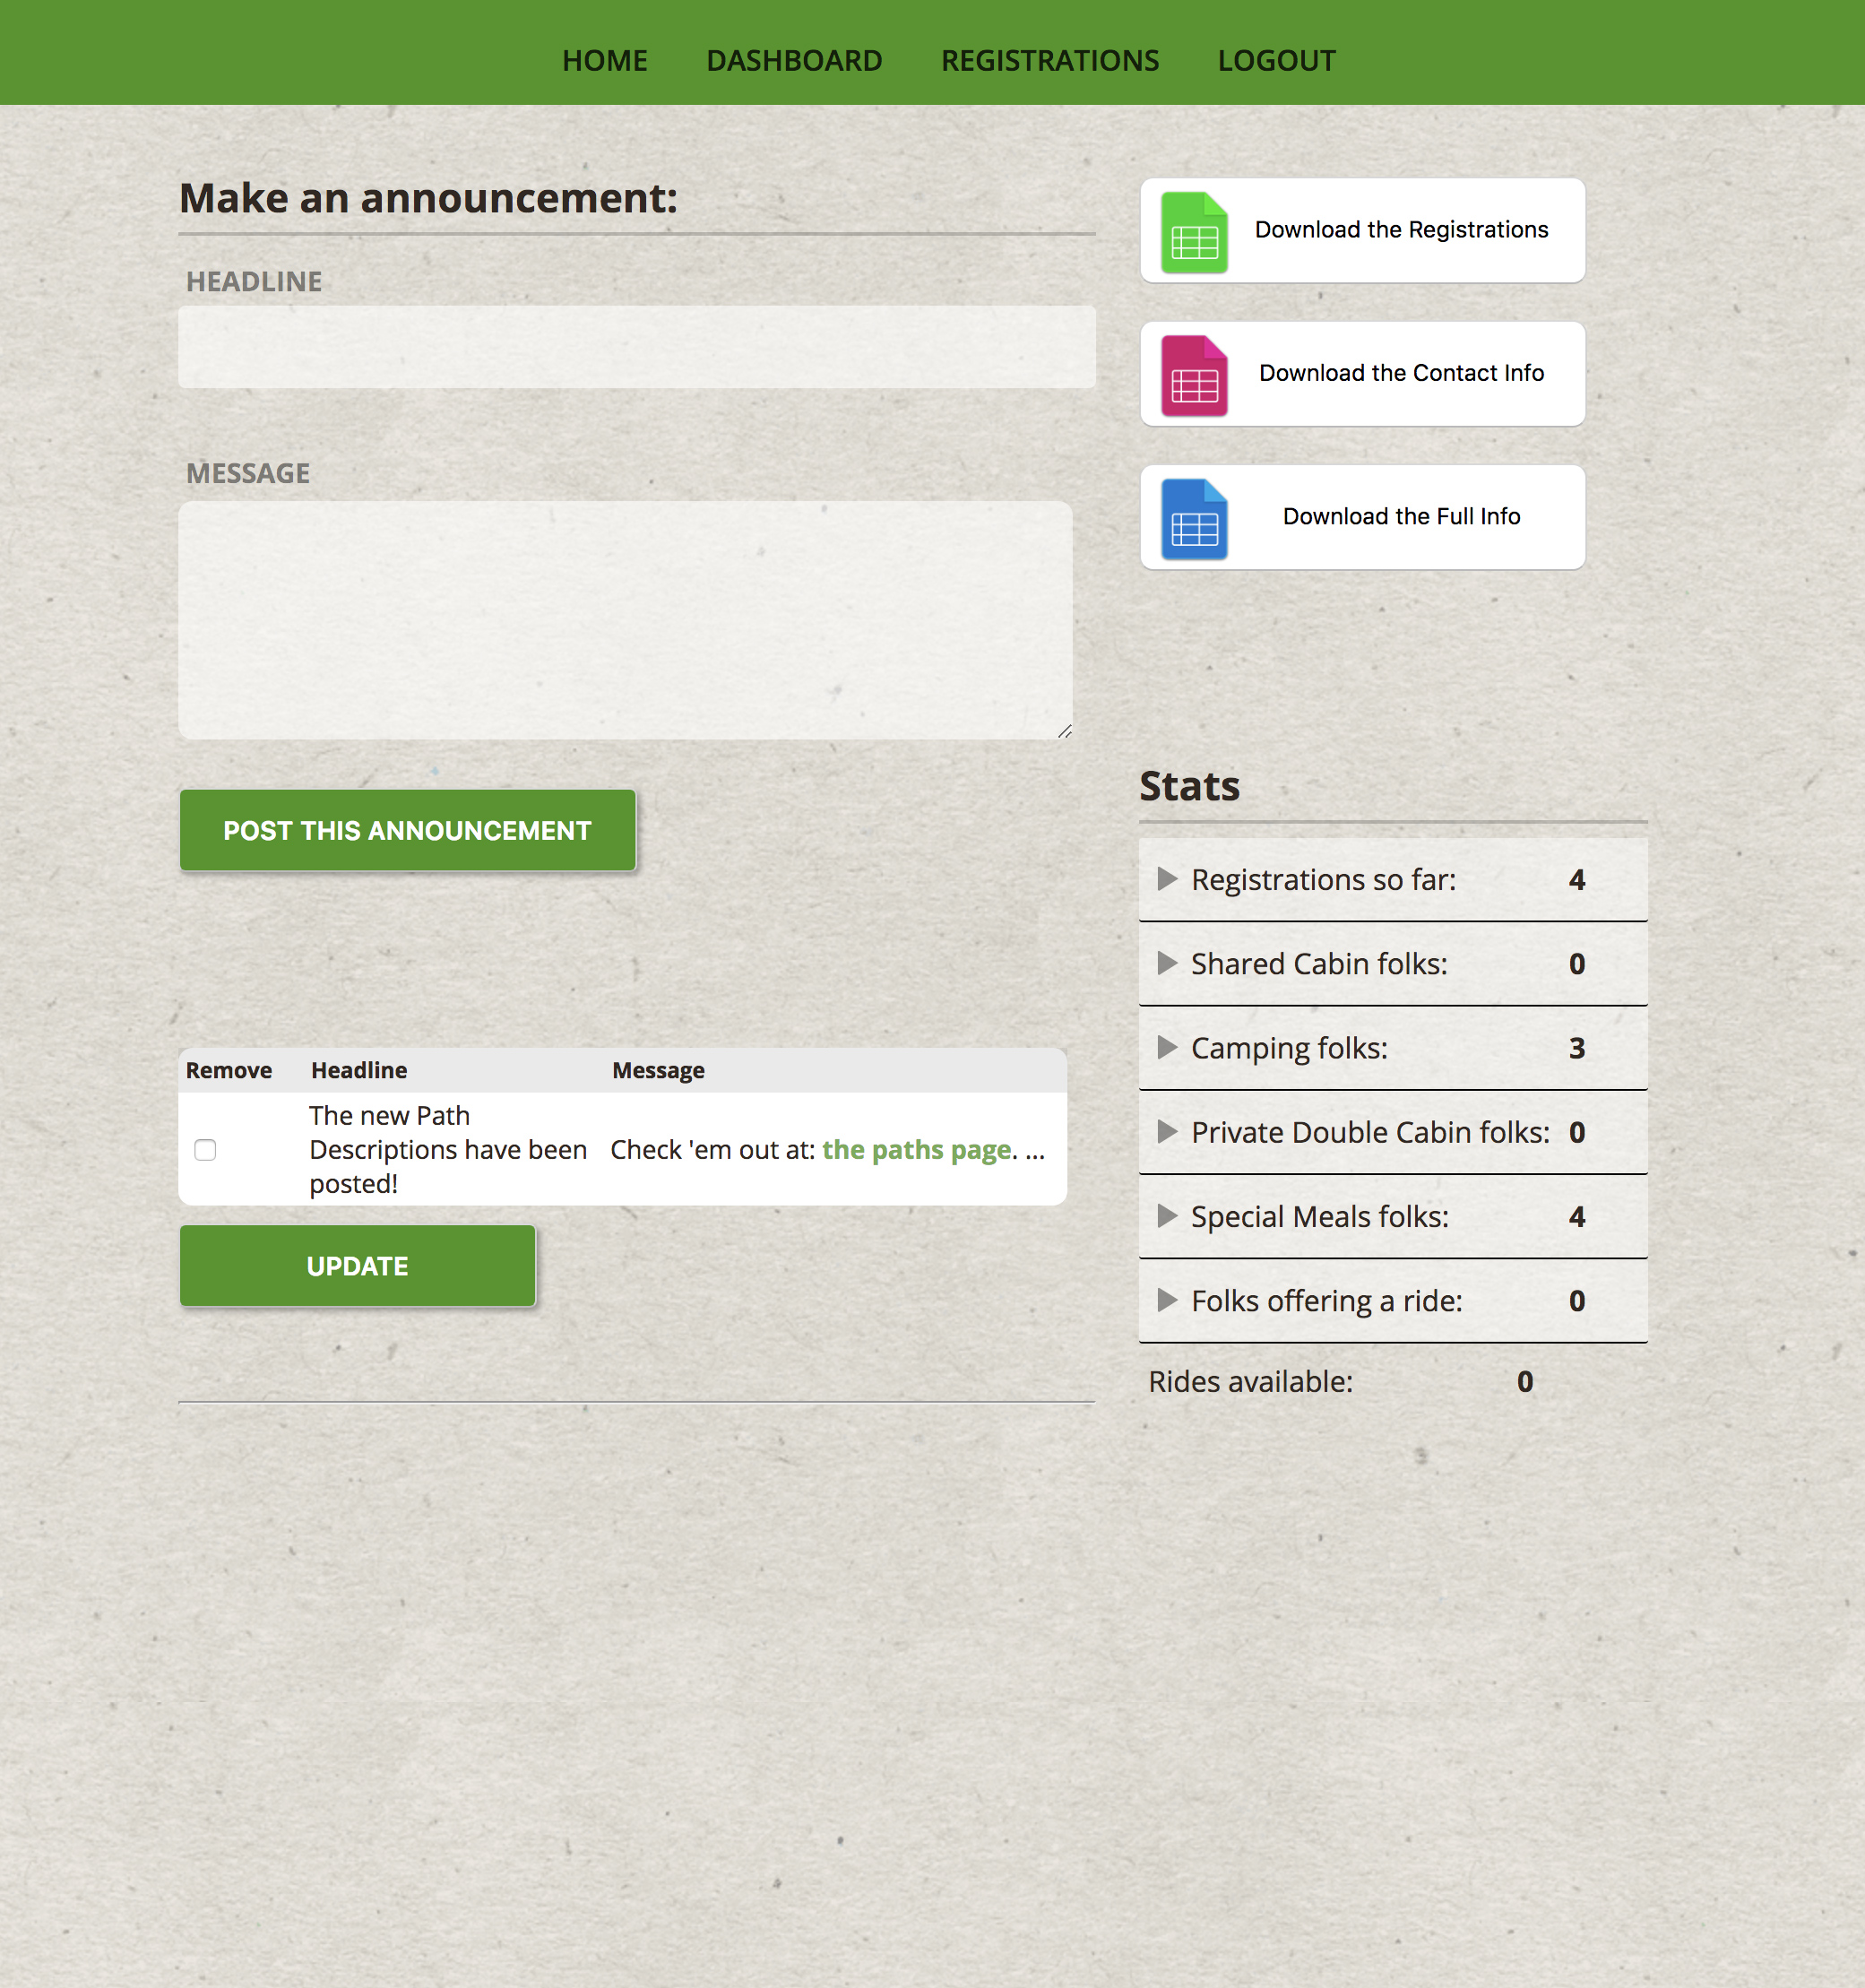 HOME DASHBOARD REGISTRATIONS LOGOUT
Make an announcement:
HEADLINE
MESSAGE
POST THIS ANNOUNCEMENT
Remove Headline Message
The new Path
Descriptions have been Check 'em out at: the paths page. ...
posted!
UPDATE
Download the Registrations
Download the Contact Info
Download the Full Info
Stats
Registrations so far: 4
Shared Cabin folks: 0
Camping folks: 3
Private Double Cabin folks: 0
Special Meals folks: 4
Folks offering a ride: 0
Rides available: 0